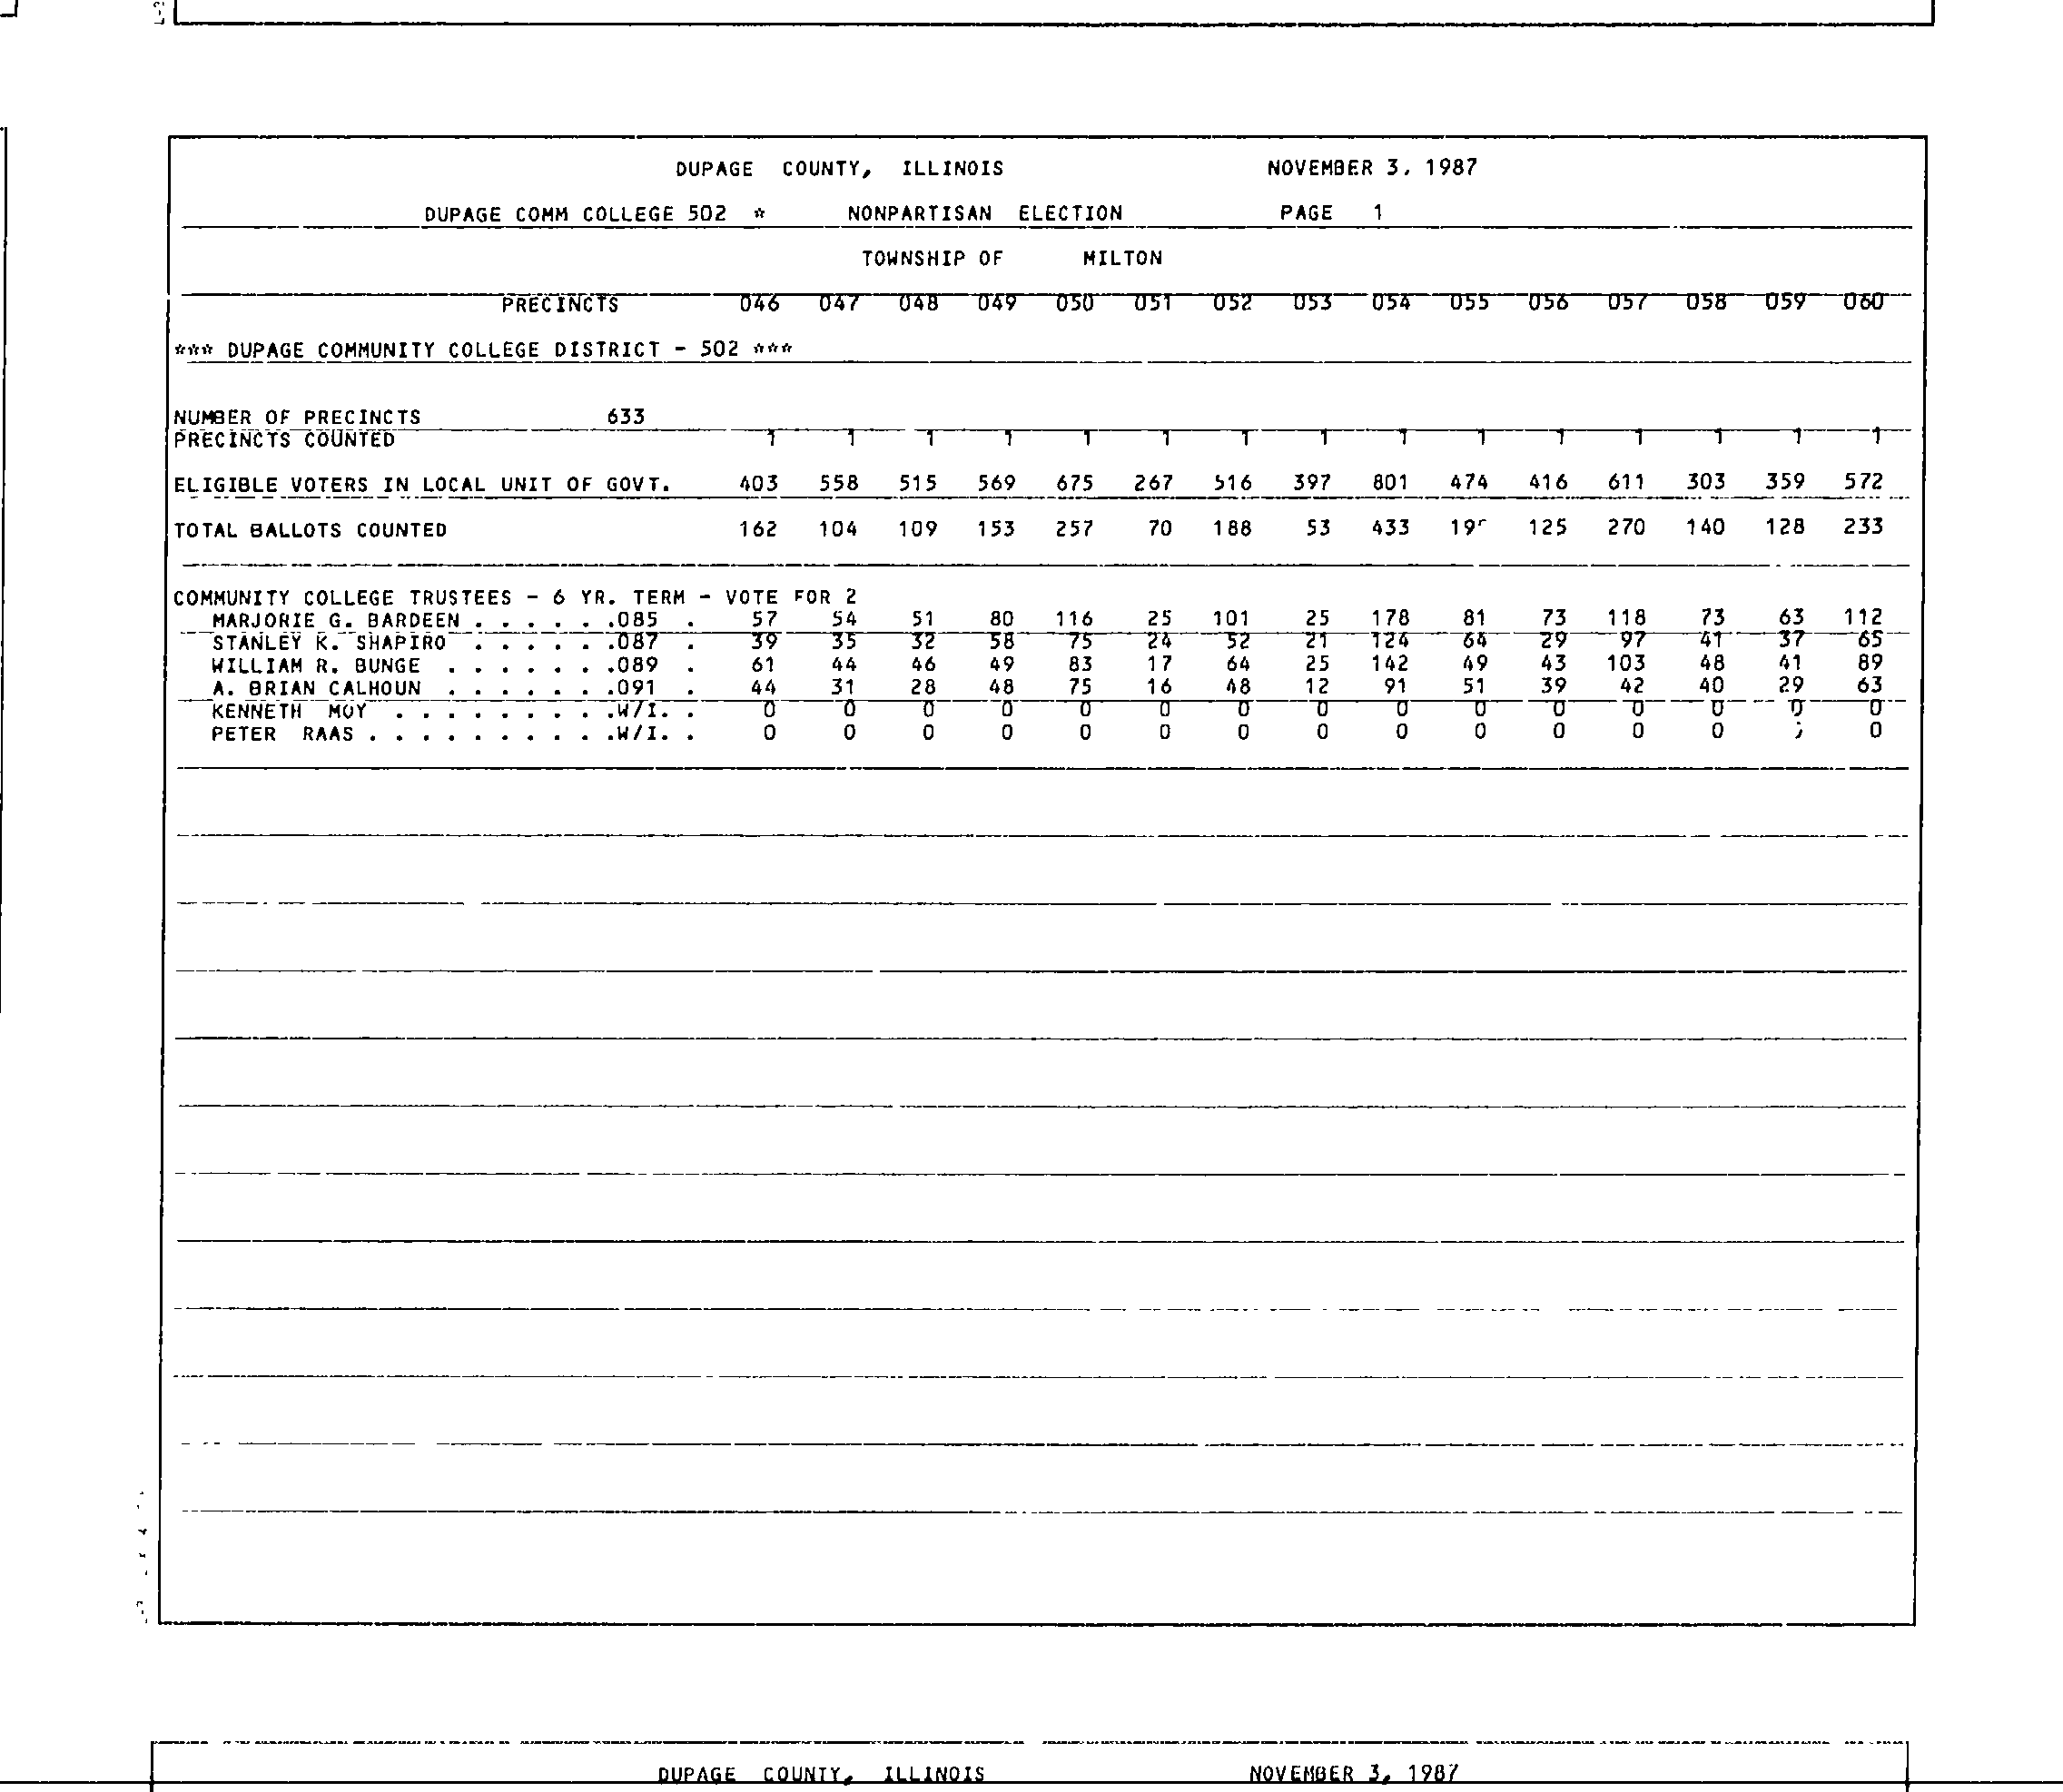 DUPAGE COUNTY, ILLINOIS NOVEMBER 3, 1987
DUPAGE COMM COLLEGE 502 * NONPARTISAN ELECTION PAGE 1
TOWNSHIP OF MILTON
PRECINCTS 046 047 048 049 050 051 052 053 054 055 056 057 058 059 060
*** DUPAGE COMMUNITY COLLEGE DISTRICT - 502 ***
NUMBER OF PRECINCTS 633
PRECINCTS COUNTED 1 1 1 1 1 1 1 1 1 1 1 1 1 1 1
ELIGIBLE VOTERS IN LOCAL UNIT OF GOVT. 403 558 515 569 675 267 516 397 801 474 416 611 303 359 572
TOTAL BALLOTS COUNTED 162 104 109 153 257 70 188 53 433 125 270 140 128 233
COMMUNITY COLLEGE TRUSTEES - 6 YR. TERM - VOTE FOR 2
MARJORIE G. BARDEEN . . . . . .085 . 57 54 51 80 116 25 101 25 178 81 73 118 73 63 112
STANLEY K. SHAPIRO . . . . . .087 . 39 35 32 58 75 24 52 21 124 64 29 97 41 37 65
WILLIAM R. BUNGE . . . . . . .089 . 61 44 46 49 83 17 64 25 142 49 43 103 48 41 89
A. BRIAN CALHOUN . . . . . . .091 . 44 31 28 48 75 16 48 12 91 51 39 42 40 29 63
KENNETH MOY . . . . . . . . .W/I. . 0 0 0 0 0 0 0 0 0 0 0 0 0 0 0
PETER RAAS . . . . . . . . . .W/I. . 0 0 0 0 0 0 0 0 0 0 0 0 0 0
DUPAGE COUNTY, ILLINOIS NOVEMBER 3, 1987